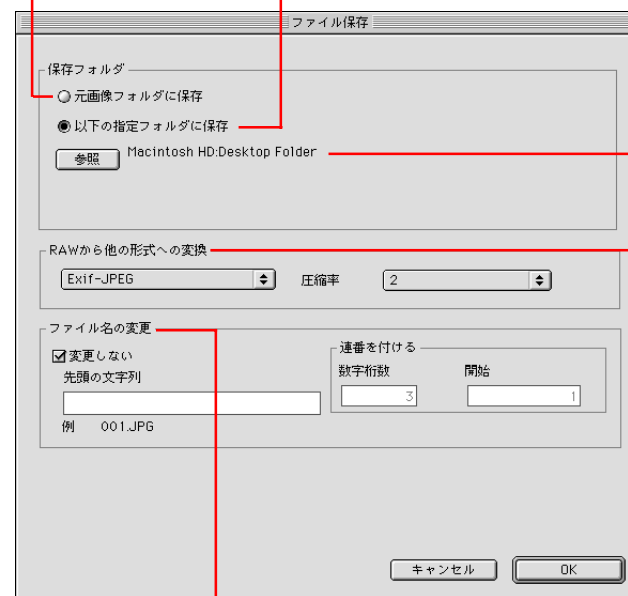 ファイル保存
保存フォルダ
元画像フォルダに保存
以下の指定フォルダに保存
参照 Macintosh HD:Desktop Folder
RAWから他の形式への変換
Exif-JPEG 圧縮率 2
ファイル名の変更
変更しない
先頭の文字列
例 001.JPG
連番を付ける
数字桁数 開始
3 1
キャンセル OK